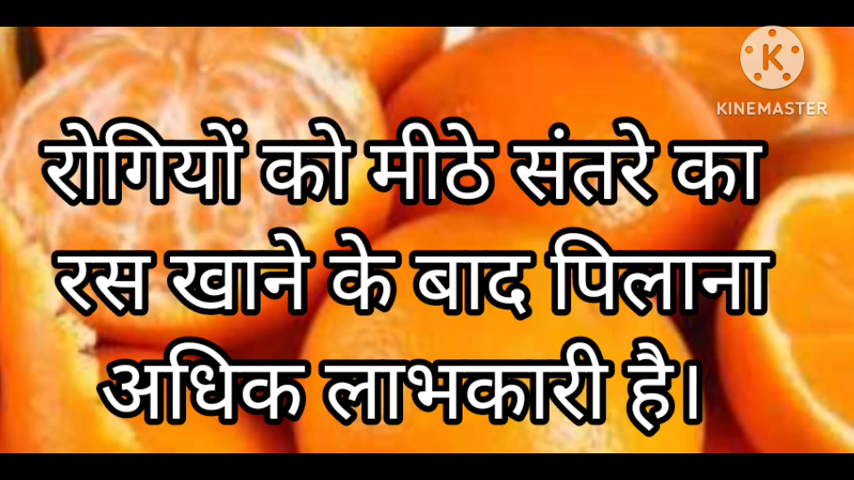 KINEMASTER
रोगियों को मीठे संतरे का
रस खाने के बाद पिलाना
अधिक लाभकारी है।